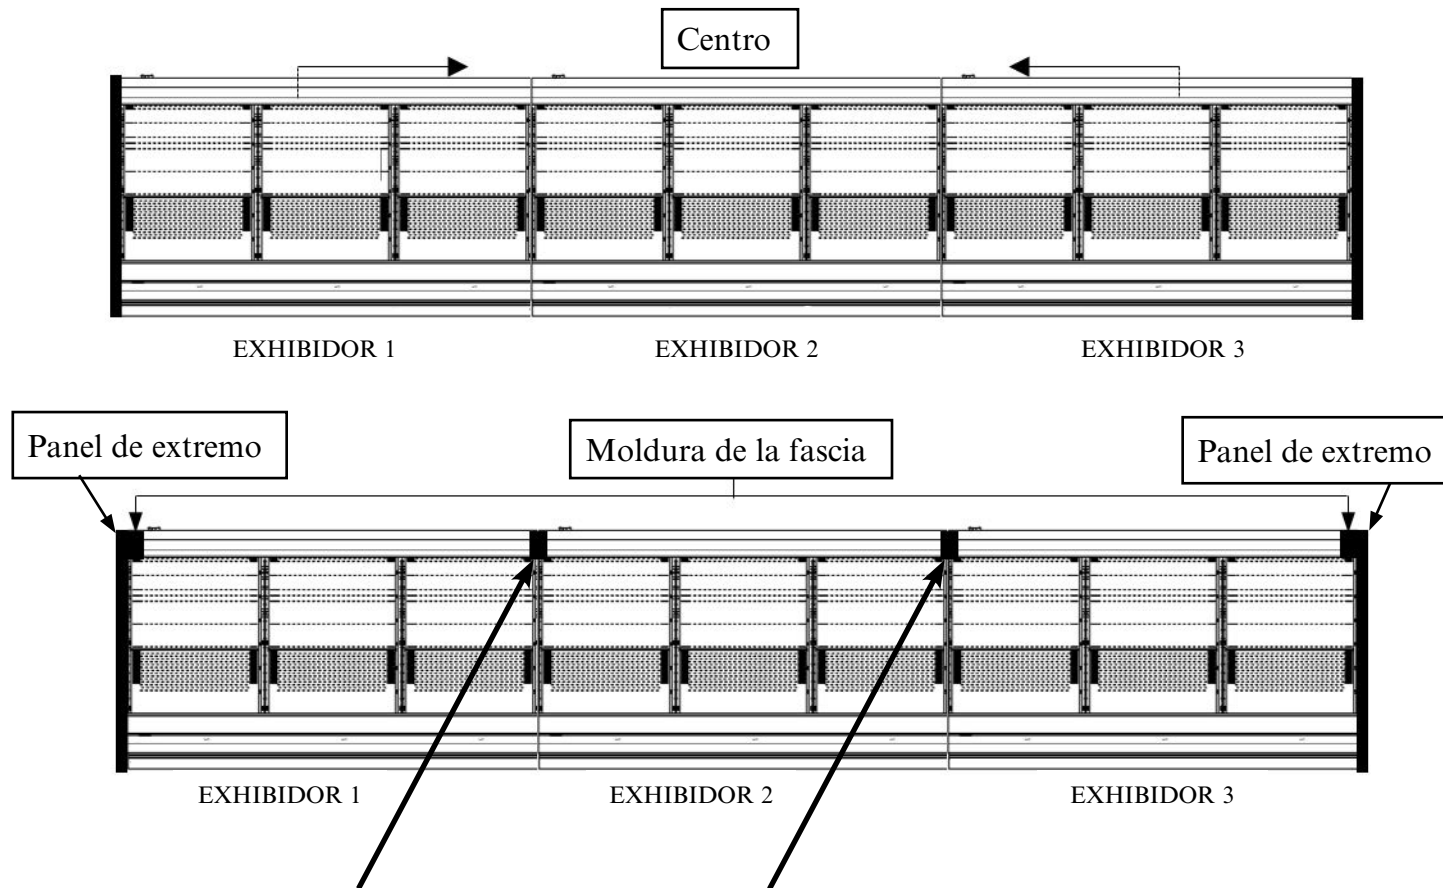 Centro
EXHIBIDOR 1
EXHIBIDOR 2
EXHIBIDOR 3
Panel de extremo
Moldura de la fascia
Panel de extremo
EXHIBIDOR 1
EXHIBIDOR 2
EXHIBIDOR 3